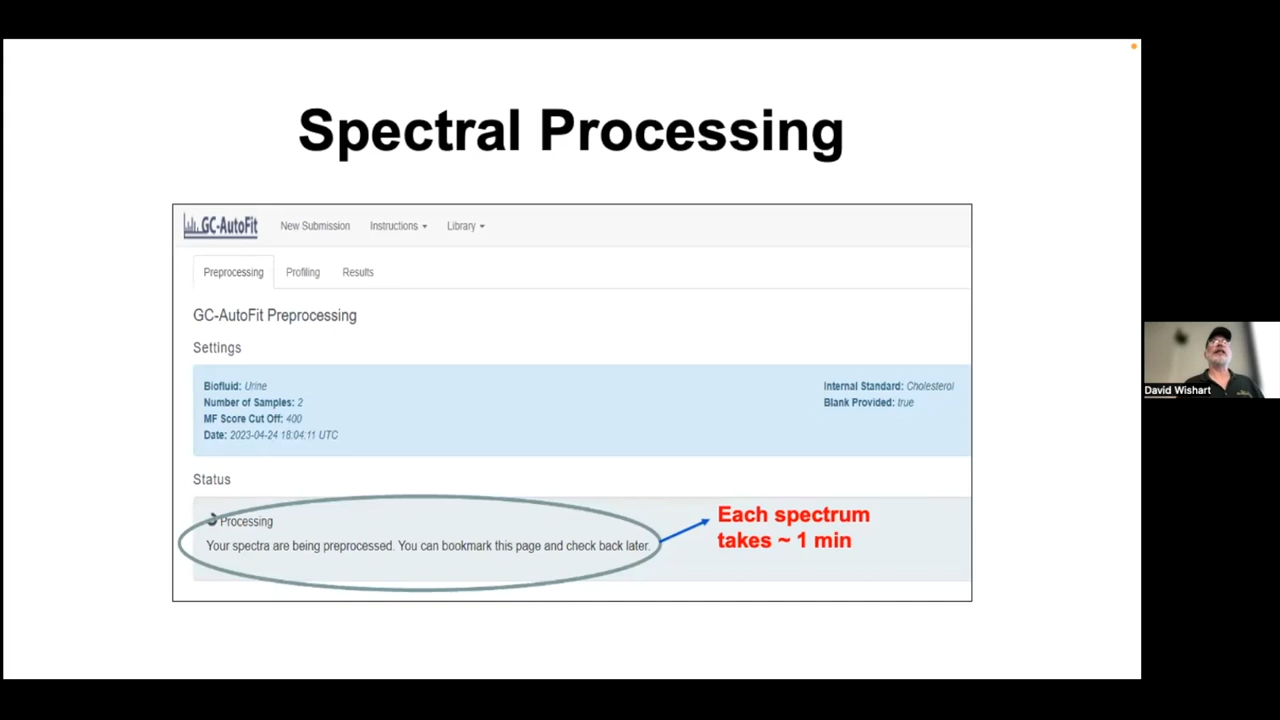 Spectral Processing
GC-AutoFit New Submission Instructions Library
Preprocessing Profiling Results
GC-AutoFit Preprocessing
Settings
Biofluid: Urine
Number of Samples: 2
MF Score Cut Off: 400
Date: 2023-04-24 18:04:11 UTC
Internal Standard: Cholesterol
Blank Provided: true
Status
Processing
Your spectra are being preprocessed. You can bookmark this page and check back later.
Each spectrum
takes ~ 1 min
David Wishart